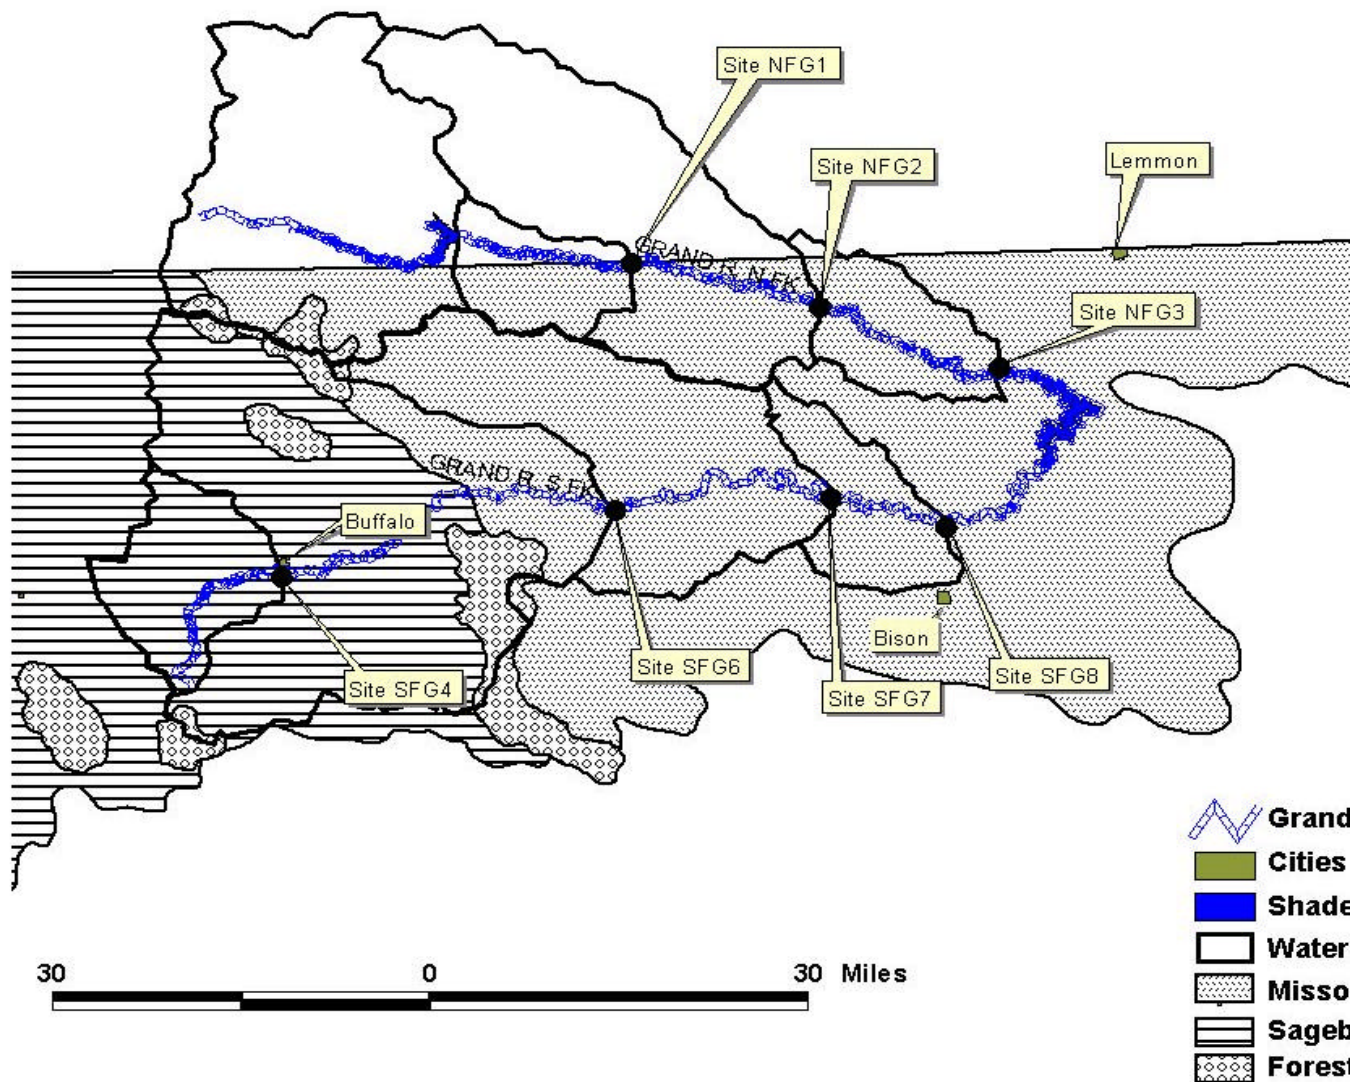 Site NFG1
Site NFG2
Lemmon
GRAND R, N FK
Site NFG3
GRAND R, S FK
Buffalo
Bison
Site SFG6
Site SFG4
Site SFG7
Site SFG8
Grand
Cities
Shade
Water
Misso
Sageb
Forest
30 0 30 Miles